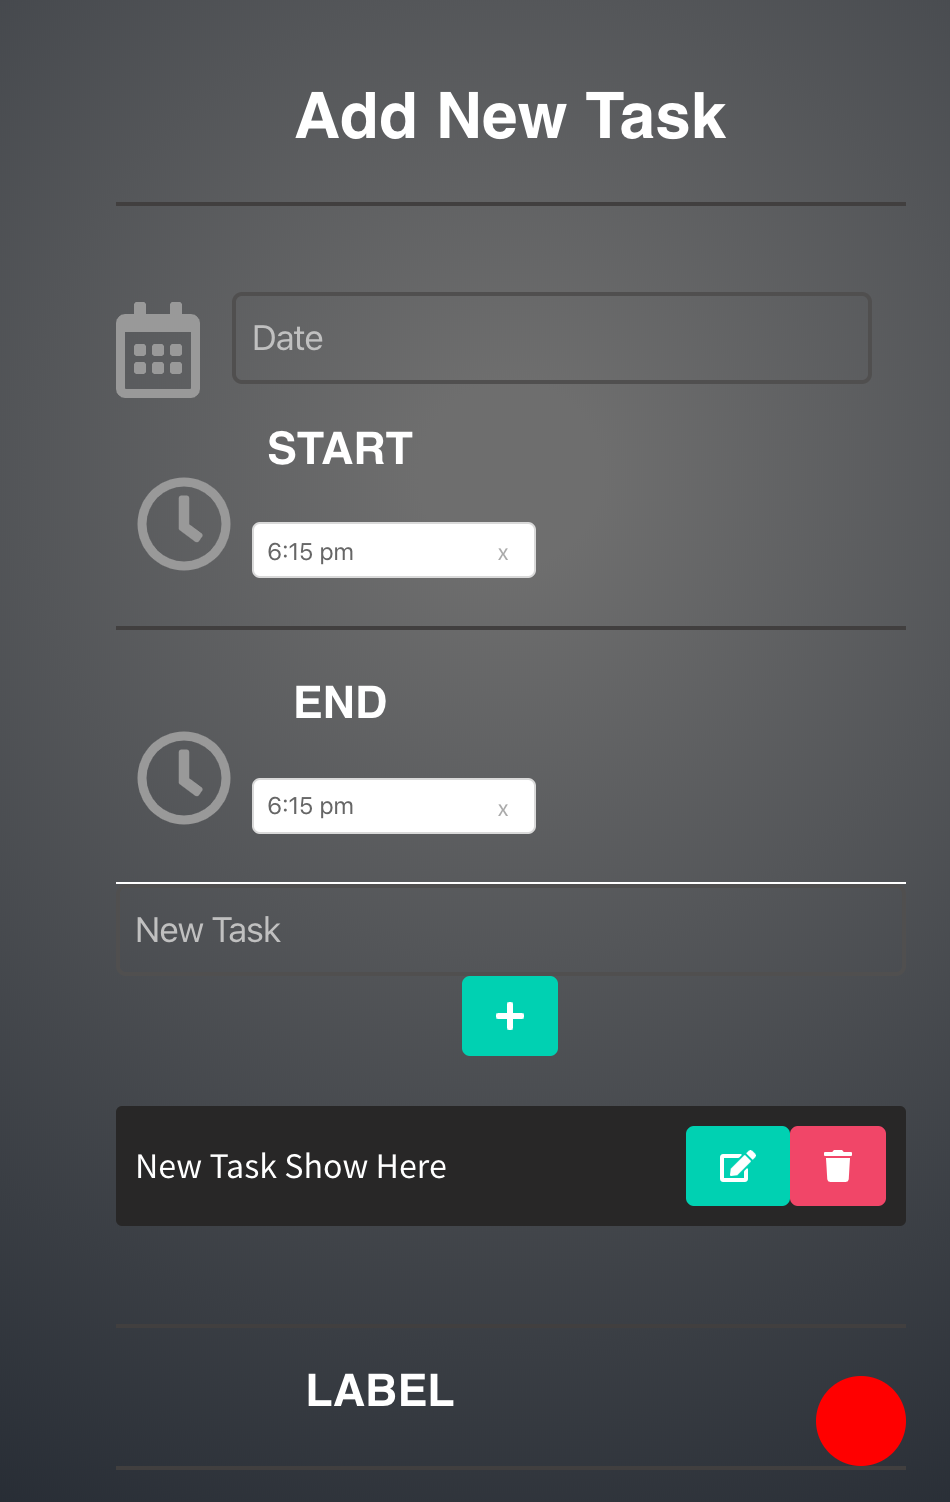 Add New Task
Date
START
6:15 pm x
END
6:15 pm x
New Task
New Task Show Here
LABEL